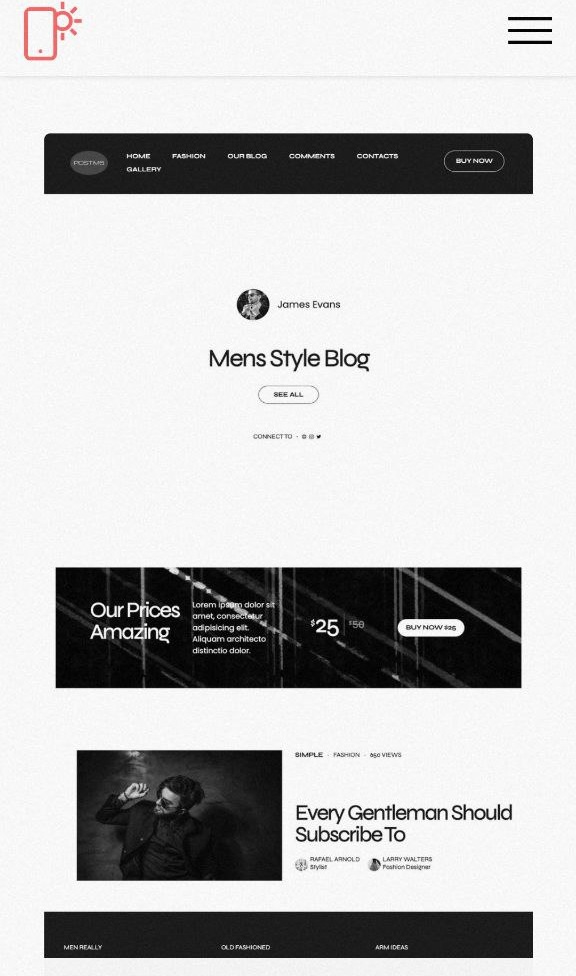 POSTMS
HOME FASHION OUR BLOG COMMENTS CONTACTS
GALLERY
BUY NOW
James Evans
Mens Style Blog
SEE ALL
CONNECT TO -
Our Prices
Amazing
Lorem ipsum dolor sit
amet, consectetur
adipisicing elit.
Aliquam architecto
distinctio dolor.
$25 $50
BUY NOW $25
SIMPLE - FASHION - 650 VIEWS
Every Gentleman Should
Subscribe To
RAFAEL ARNOLD
Stylist
LARRY WALTERS
Fashion Designer
MEN REALLY
OLD FASHIONED
ARM IDEAS